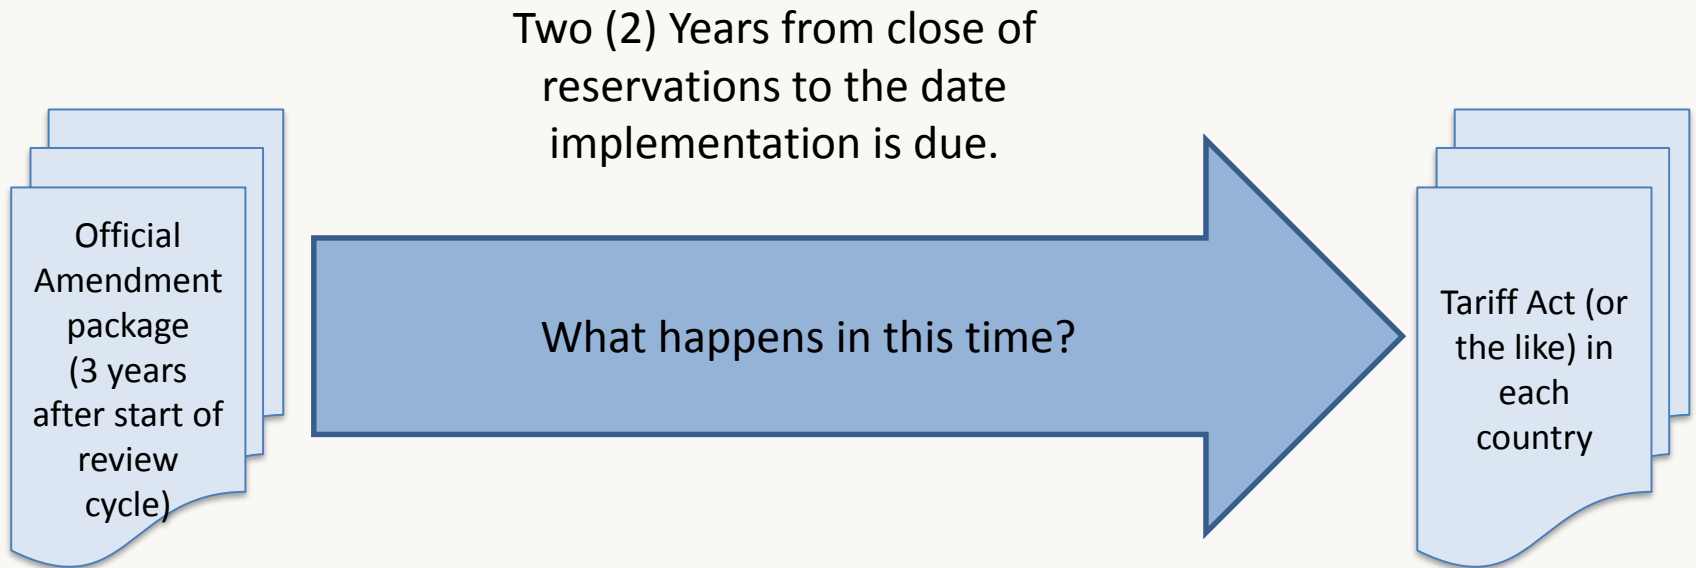 Two (2) Years from close of
reservations to the date
implementation is due.
Official
Amendment
package
(3 years
after start of
review
cycle)
What happens in this time?
Tariff Act (or
the like) in
each
country